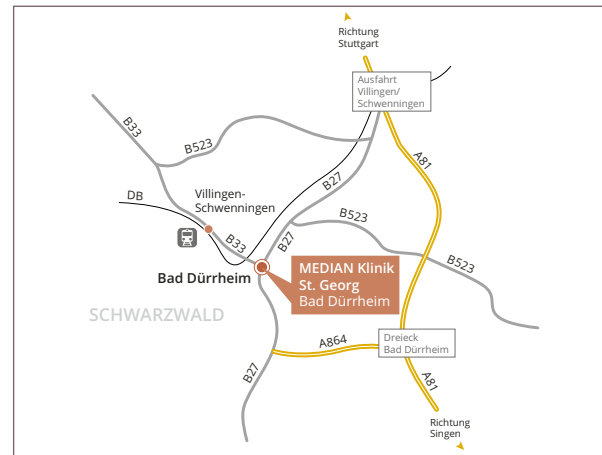 Richtung
Stuttgart
Ausfahrt
Villingen/
Schwenningen
B33
B523
A81
B27
DB
Villingen-
Schwenningen
B523
B33
B27
B523
Bad Dürrheim
MEDIAN Klinik
St. Georg
Bad Dürrheim
SCHWARZWALD
A864
Dreieck
Bad Dürrheim
B27
A81
Richtung
Singen